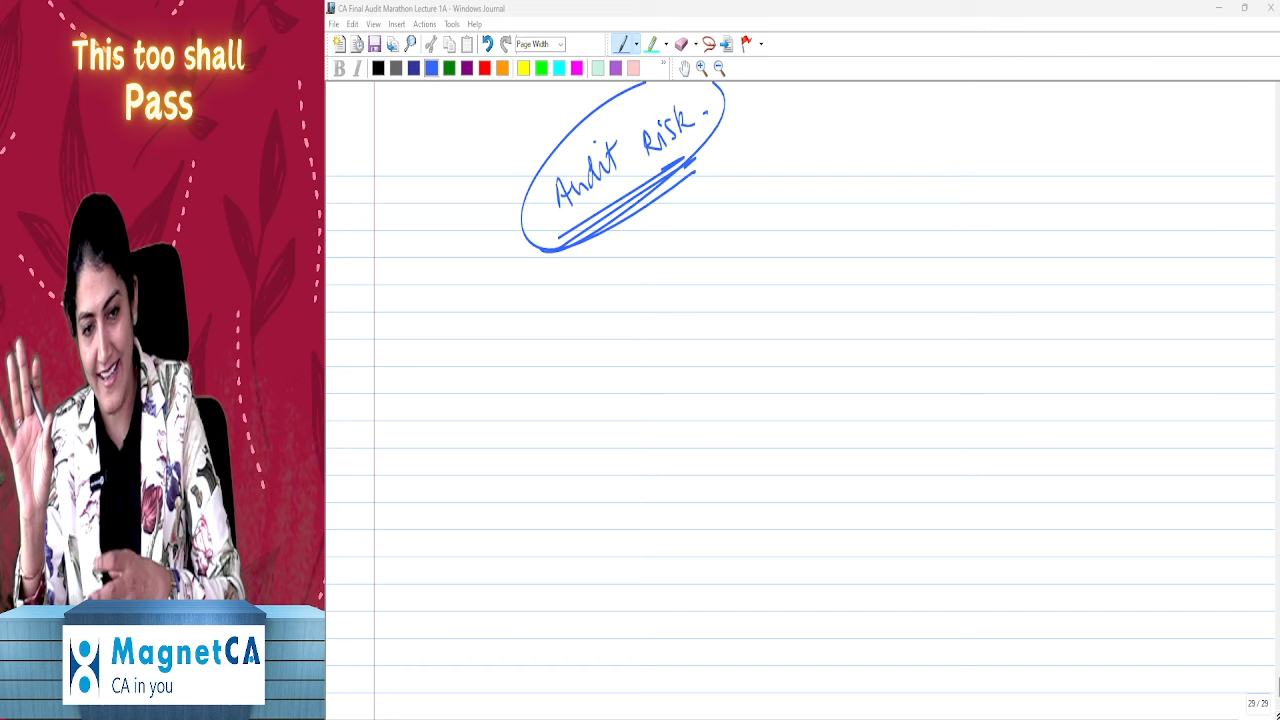 This too shall
Pass
CA Final Audit Marathon Lecture 1A - Windows Journal
File Edit View Insert Actions Tools Help
Page Width
B I
Audit Risk.
MagnetCA
CA in you
29 / 29